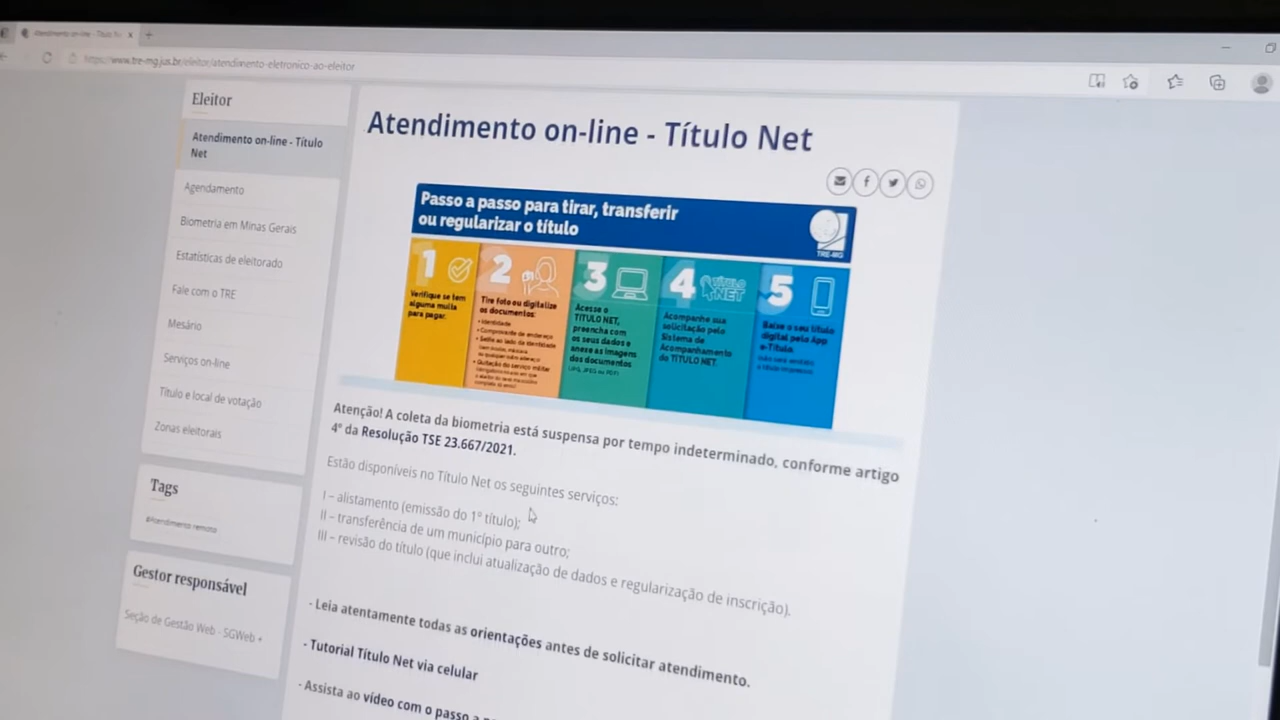 Atendimento on-line - Título Ne
https://www.tre-mg.jus.br/eleitor/atendimento-eletronico-ao-eleitor
Eleitor
Atendimento on-line - Título
Net
Agendamento
Biometria em Minas Gerais
Estatísticas de eleitorado
Fale com o TRE
Mesário
Serviços on-line
Título e local de votação
Zonas eleitorais
Tags
#Atendimento remoto
Gestor responsável
Seção de Gestão Web - SGWeb +
Atendimento on-line - Título Net
Passo a passo para tirar, transferir
ou regularizar o título
TRE-MG
1
Verifique se tem
alguma multa
para pagar.
2
Tire foto ou digitalize
os documentos:
• Identidade
• Comprovante de endereço
• Selfie ao lado da identidade
• Quitação do serviço militar
3
Acesse o
TÍTULO NET,
preencha com
os seus dados e
anexe as imagens
dos documentos
(JPG, JPEG ou PDF)
4
TÍTULO
NET
Acompanhe sua
solicitação pelo
Sistema de
Acompanhamento
do TÍTULO NET.
5
Baixe o seu título
digital pelo App
e-Título.
Atenção! A coleta da biometria está suspensa por tempo indeterminado, conforme artigo
4º da Resolução TSE 23.667/2021.
Estão disponíveis no Título Net os seguintes serviços:
I – alistamento (emissão do 1º título);
II – transferência de um município para outro;
III – revisão do título (que inclui atualização de dados e regularização de inscrição).
- Leia atentamente todas as orientações antes de solicitar atendimento.
- Tutorial Título Net via celular
- Assista ao vídeo com o passo a